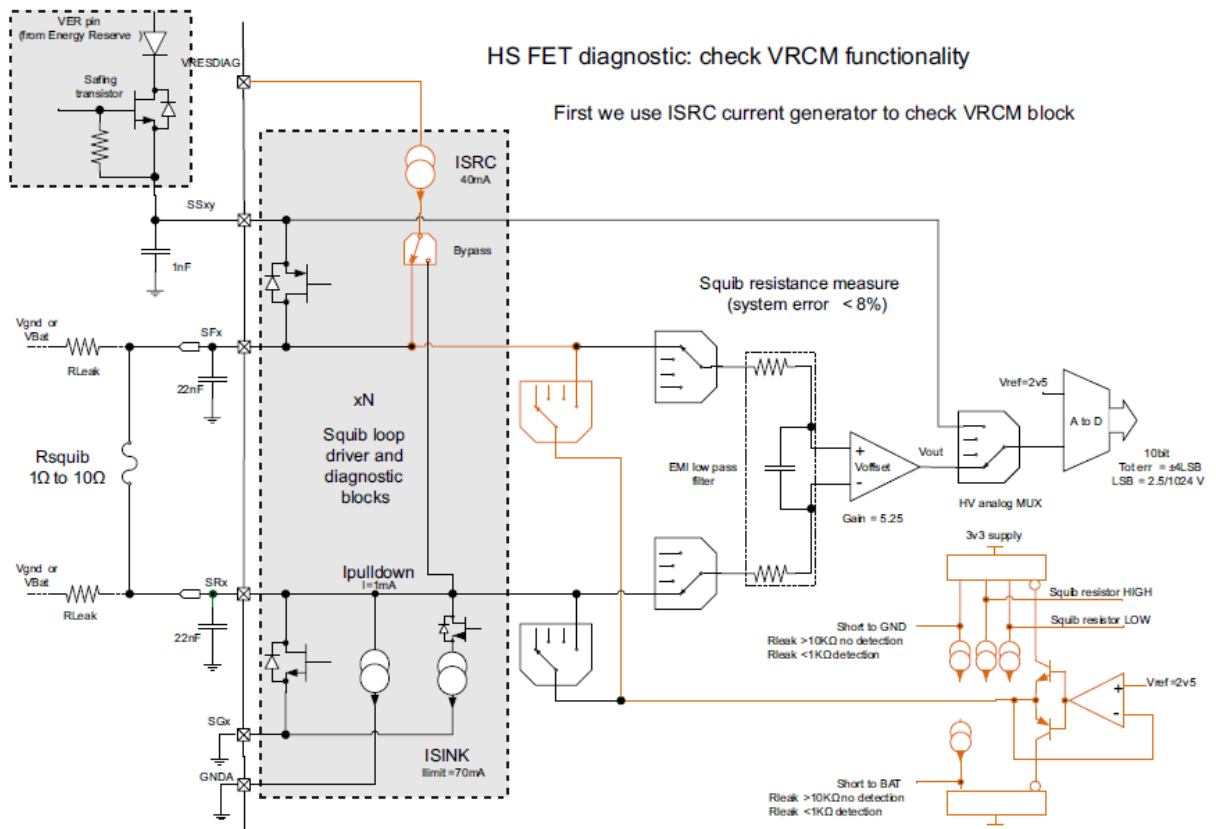 VER pin
(from Energy Reserve )
VRESDIAG
HS FET diagnostic: check VRCM functionality
Safing
transistor
First we use ISRC current generator to check VRCM block
ISRC
40mA
SSxy
Bypass
1nF
Squib resistance measure
(system error < 8%)
Vgnd or
VBat
SFx
RLeak
22nF
xN
Squib loop
driver and
diagnostic
blocks
Rsquib
1Ω to 10Ω
Vref=2v5
A to D
EMI low pass
filter
+
Voffset
-
Vout
Gain = 5.25
HV analog MUX
10bit
Tot err = ±4LSB
LSB = 2.5/1024 V
3v3 supply
Vgnd or
VBat
SRx
Ipulldown
I=1mA
RLeak
22nF
Squib resistor HIGH
Squib resistor LOW
Short to GND
Rleak >10KΩ no detection
Rleak <1KΩ detection
+
-
Vref=2v5
SGx
GNDA
ISINK
Ilimit =70mA
Short to BAT
Rleak >10KΩ no detection
Rleak <1KΩ detection